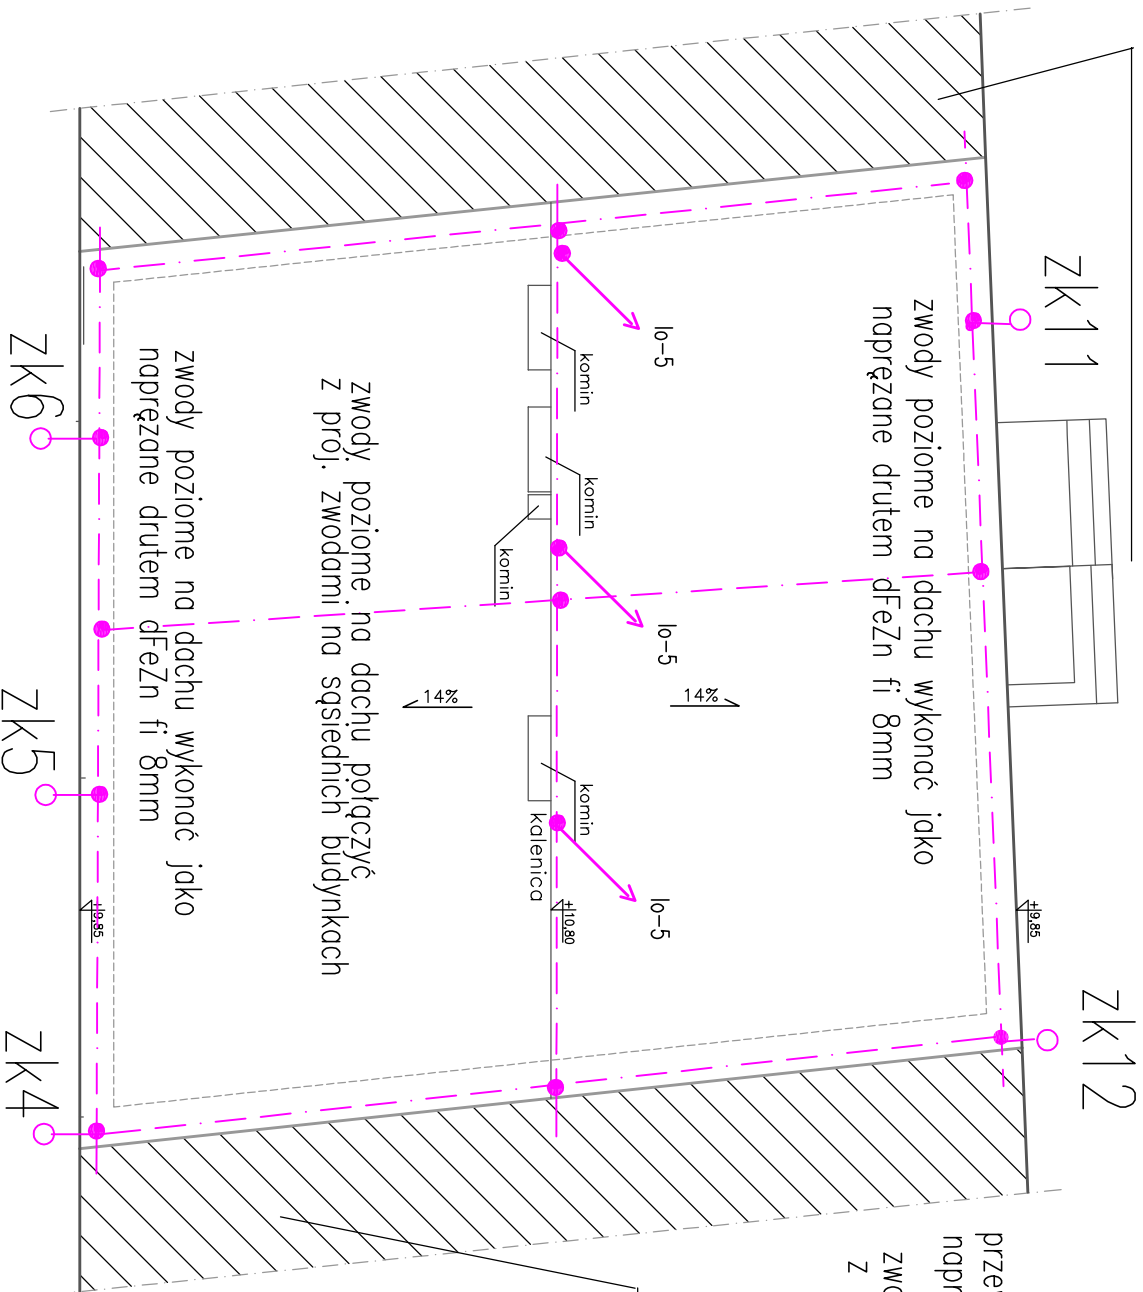 zk11
zk12
zwody poziome na dachu wykonać jako
naprężane drutem dFeZn fi 8mm
+9,85
lo-5
lo-5
lo-5
14%
14%
komin
komin
komin
komin
kalenica
+10,80
zwody poziome na dachu połączyć
z proj. zwodami na sąsiednich budynkach
zwody poziome na dachu wykonać jako
naprężane drutem dFeZn fi 8mm
+9,85
zk6
zk5
zk4
z